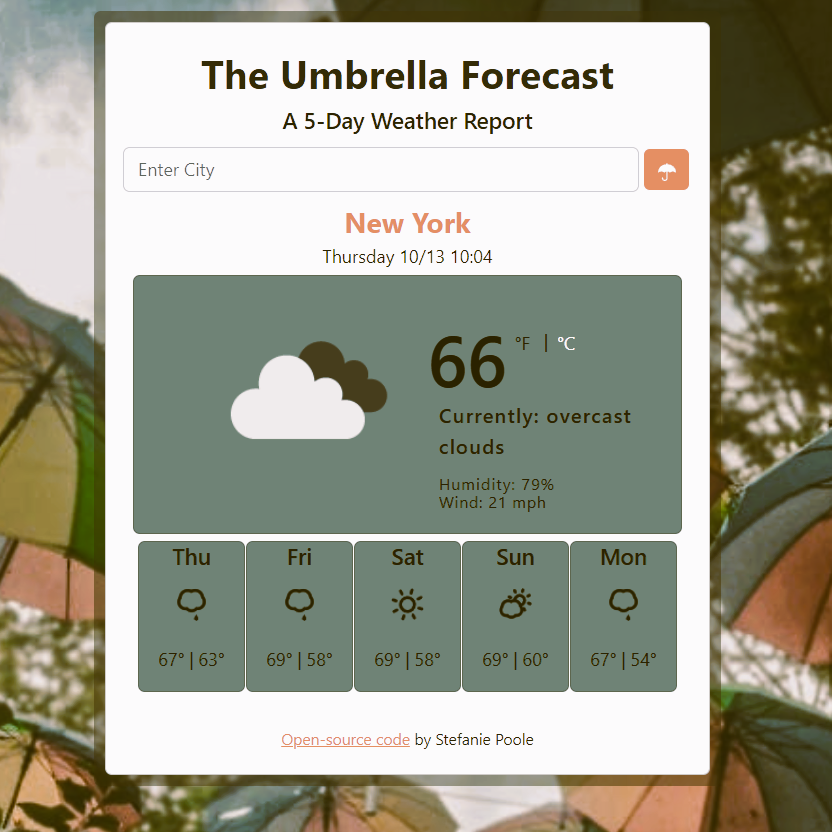 The Umbrella Forecast
A 5-Day Weather Report
Enter City
New York
Thursday 10/13 10:04
66 °F | °C
Currently: overcast
clouds
Humidity: 79%
Wind: 21 mph
Thu Fri Sat Sun Mon
67° | 63° 69° | 58° 69° | 58° 69° | 60° 67° | 54°
Open-source code by Stefanie Poole